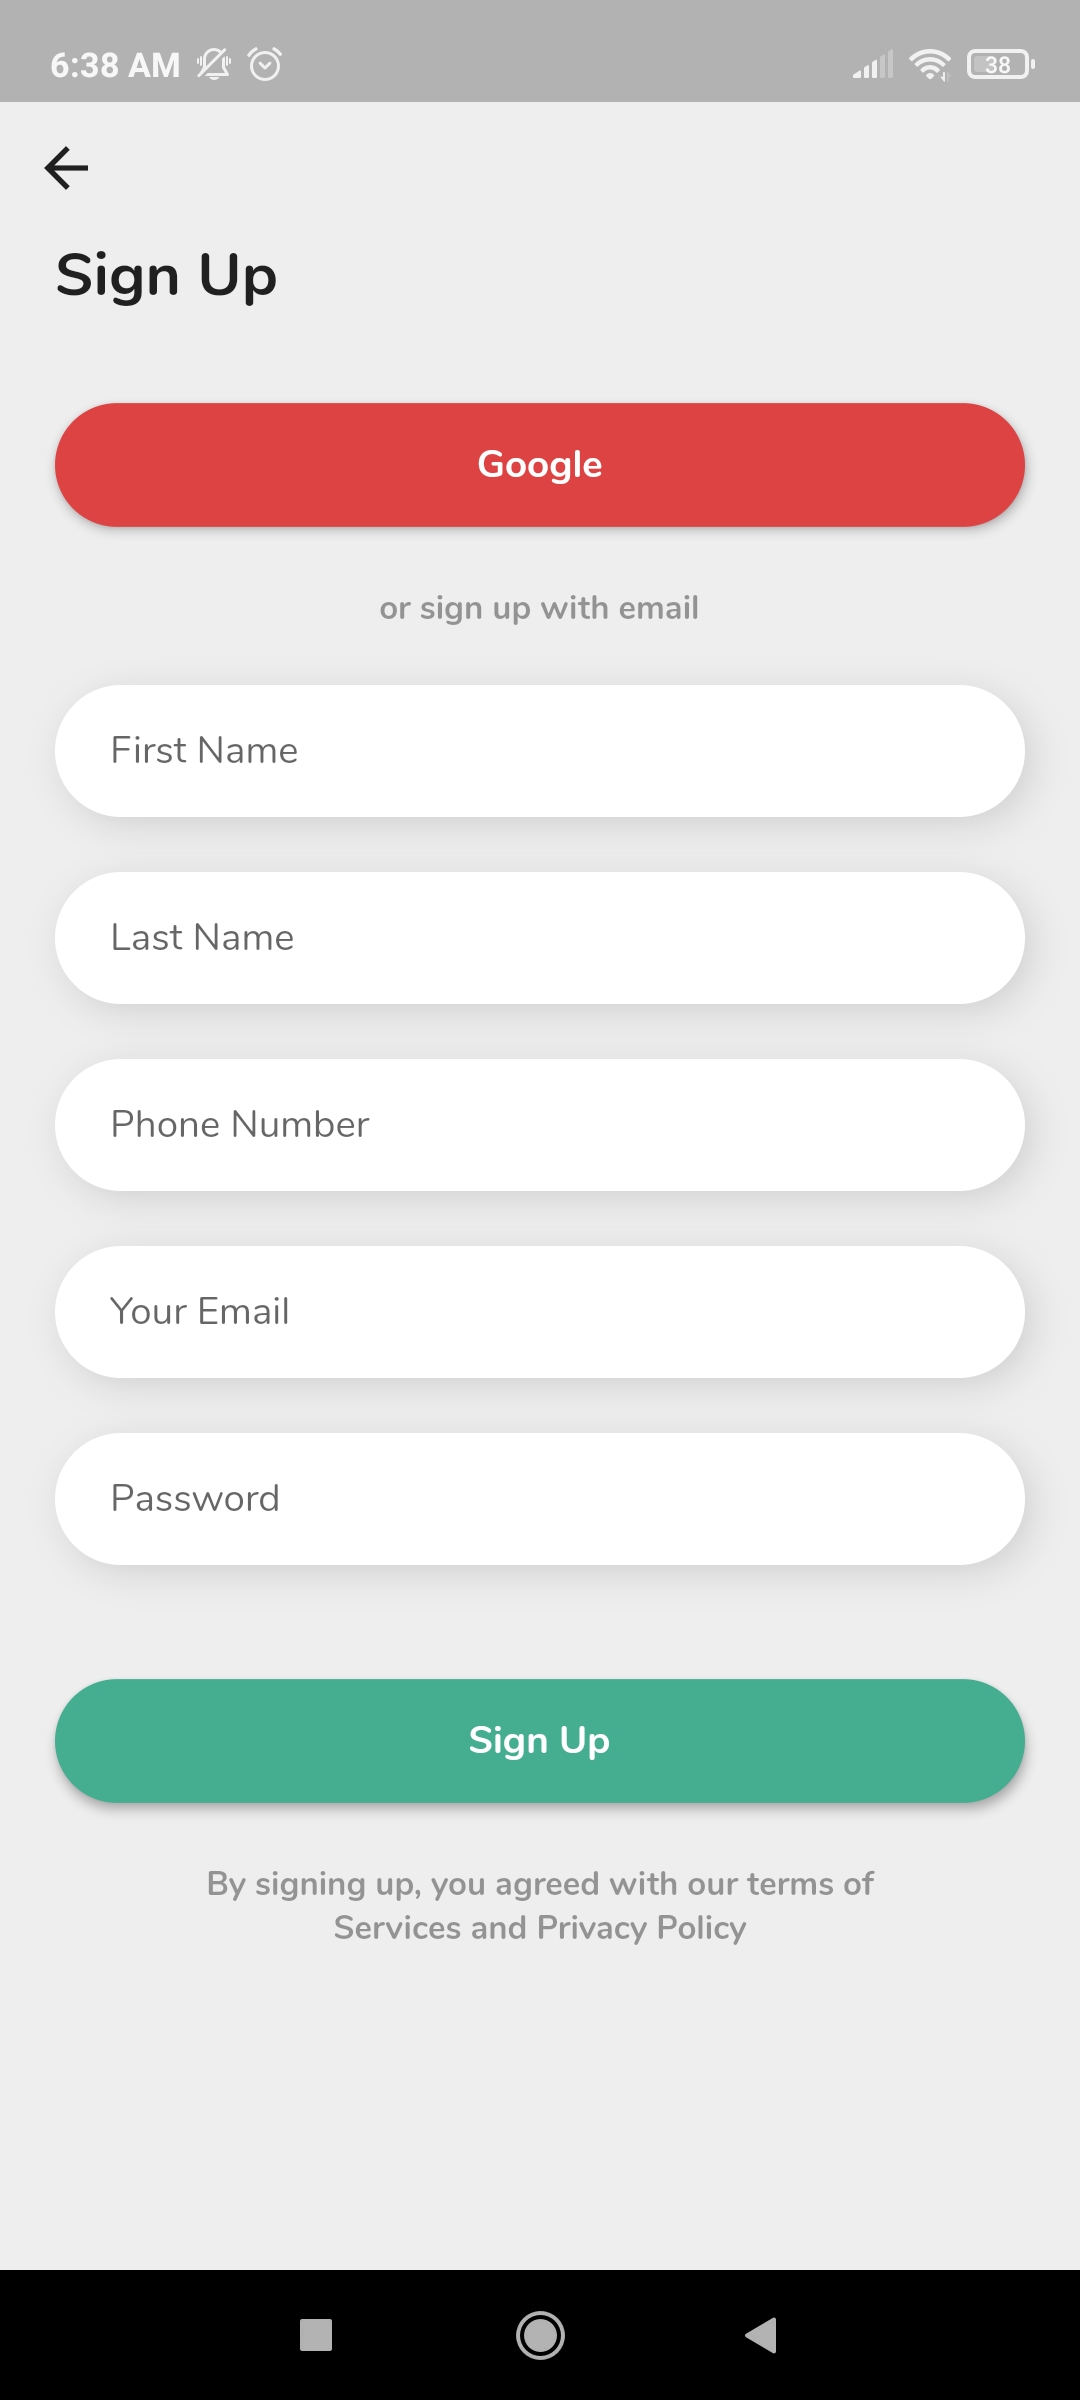 6:38 AM
38
Sign Up
Google
or sign up with email
First Name
Last Name
Phone Number
Your Email
Password
Sign Up
By signing up, you agreed with our terms of
Services and Privacy Policy